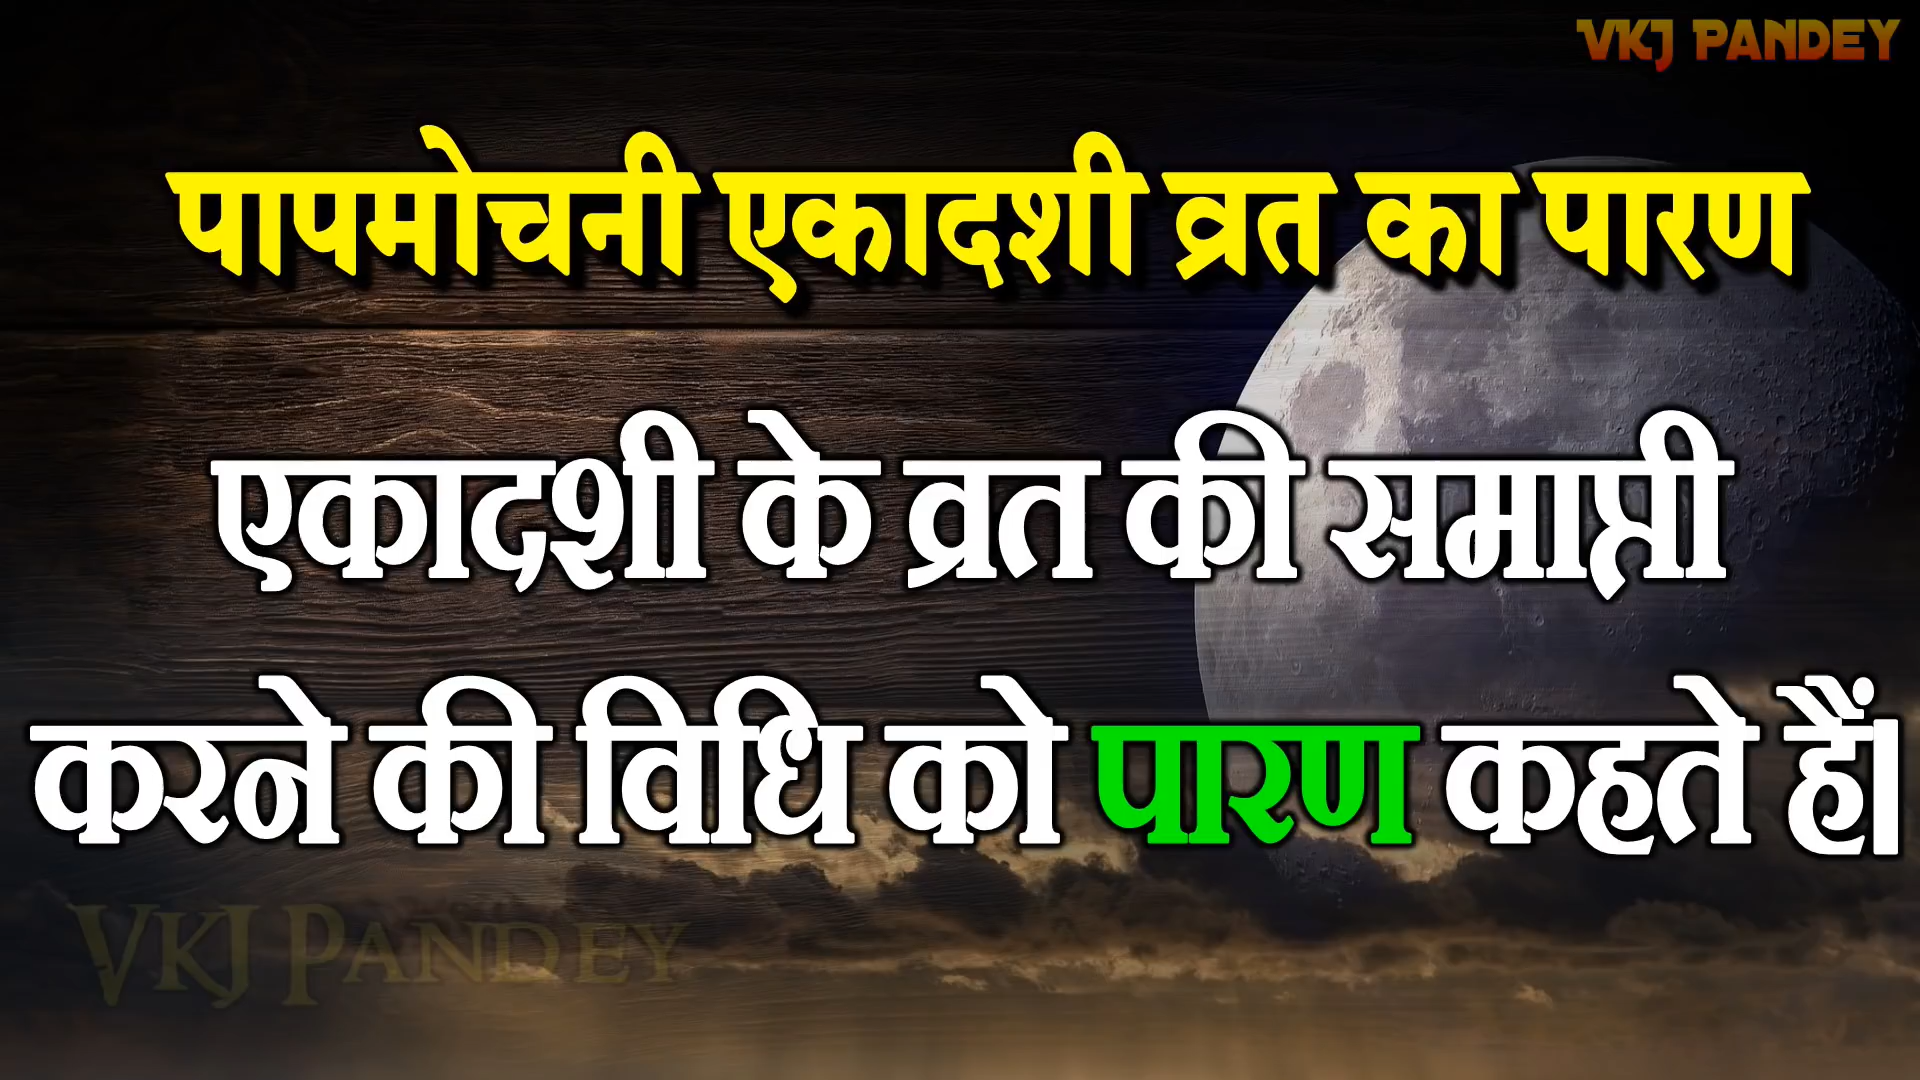 VKJ PANDEY
पापमोचनी एकादशी व्रत का पारण
एकादशी के व्रत की समाप्ती
करने की विधि को पारण कहते हैं।
VKJ PANDEY